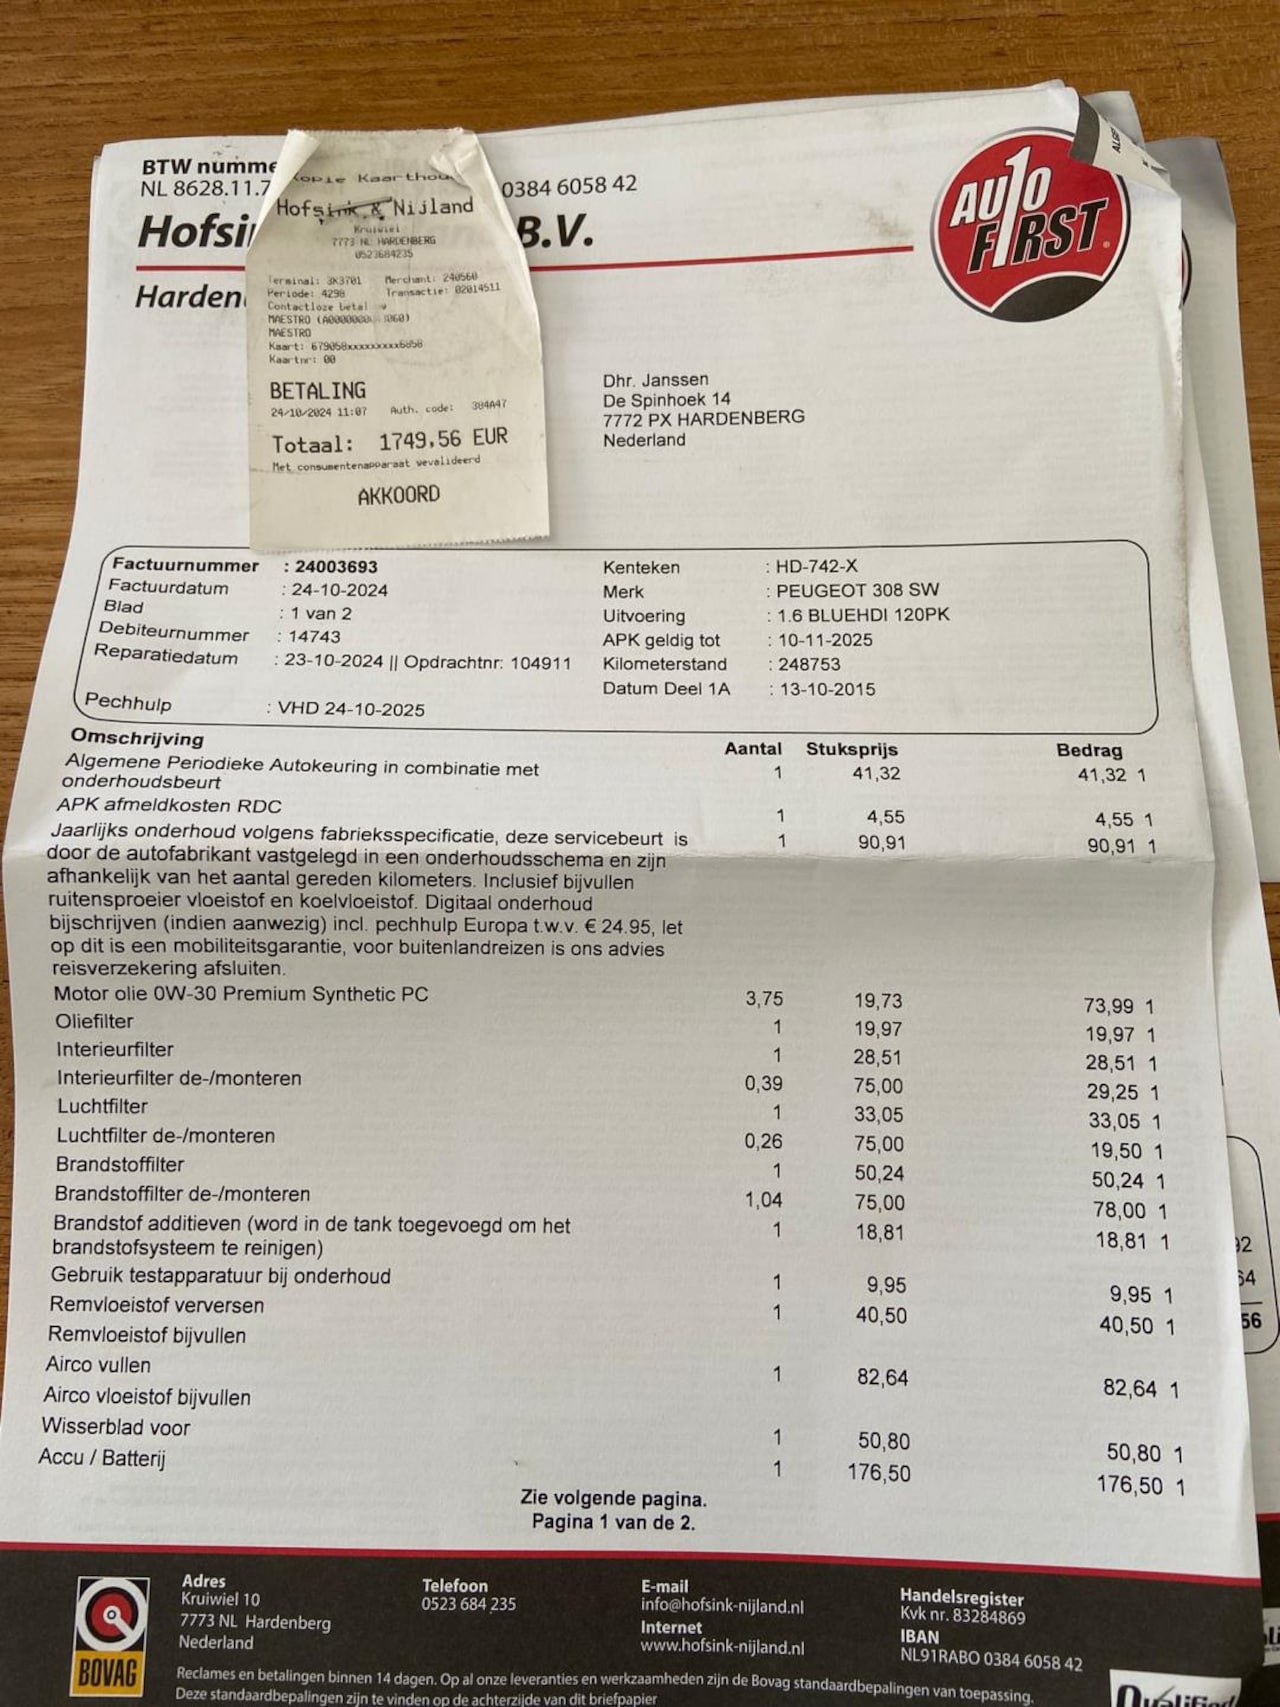 BTW numme
NL 8628.11.7
0384 6058 42
Hofsi
B.V.
Harden
AUTO
1
FIRST
Kopie Kaarthou
Hofsink & Nijland
Kruiwiel
7773 NL HARDENBERG
0523684235
Terminal: 3K3701 Merchant: 240560
Periode: 4298 Transactie: 02014511
Contactloze betal
MAESTRO
MAESTRO
Kaart: 679058xxxxxxxxx6858
Kaartnr: 00
BETALING
24/10/2024 11:07 Auth. code: 384A47
Totaal: 1749,56 EUR
Met consumentenapparaat gevalideerd
AKKOORD
Dhr. Janssen
De Spinhoek 14
7772 PX HARDENBERG
Nederland
Factuurnummer : 24003693
Factuurdatum : 24-10-2024
Blad : 1 van 2
Debiteurnummer : 14743
Reparatiedatum : 23-10-2024 || Opdrachtnr: 104911
Pechhulp : VHD 24-10-2025
Kenteken : HD-742-X
Merk : PEUGEOT 308 SW
Uitvoering : 1.6 BLUEHDI 120PK
APK geldig tot : 10-11-2025
Kilometerstand : 248753
Datum Deel 1A : 13-10-2015
Omschrijving Aantal Stuksprijs Bedrag
Algemene Periodieke Autokeuring in combinatie met 1 41,32 41,32 1
onderhoudsbeurt
APK afmeldkosten RDC 1 4,55 4,55 1
Jaarlijks onderhoud volgens fabrieksspecificatie, deze servicebeurt is 1 90,91 90,91 1
door de autofabrikant vastgelegd in een onderhoudsschema en zijn
afhankelijk van het aantal gereden kilometers. Inclusief bijvullen
ruitensproeier vloeistof en koelvloeistof. Digitaal onderhoud
bijschrijven (indien aanwezig) incl. pechhulp Europa t.w.v. € 24.95, let
op dit is een mobiliteitsgarantie, voor buitenlandreizen is ons advies
reisverzekering afsluiten.
Motor olie 0W-30 Premium Synthetic PC 3,75 19,73 73,99 1
Oliefilter 1 19,97 19,97 1
Interieurfilter 1 28,51 28,51 1
Interieurfilter de-/monteren 0,39 75,00 29,25 1
Luchtfilter 1 33,05 33,05 1
Luchtfilter de-/monteren 0,26 75,00 19,50 1
Brandstoffilter 1 50,24 50,24 1
Brandstoffilter de-/monteren 1,04 75,00 78,00 1
Brandstof additieven (word in de tank toegevoegd om het 1 18,81 18,81 1
brandstofsysteem te reinigen)
Gebruik testapparatuur bij onderhoud 1 9,95 9,95 1
Remvloeistof verversen 1 40,50 40,50 1
Remvloeistof bijvullen
Airco vullen 1 82,64 82,64 1
Airco vloeistof bijvullen
Wisserblad voor 1 50,80 50,80 1
Accu / Batterij 1 176,50 176,50 1
Zie volgende pagina.
Pagina 1 van de 2.
92
64
56
BOVAG
Adres
Kruiwiel 10
7773 NL Hardenberg
Nederland
Telefoon
0523 684 235
E-mail
info@hofsink-nijland.nl
Internet
www.hofsink-nijland.nl
Handelsregister
Kvk nr. 83284869
IBAN
NL91RABO 0384 6058 42
Reclames en betalingen binnen 14 dagen. Op al onze leveranties en werkzaamheden zijn de Bovag standaardbepalingen van toepassing.
Deze standaardbepalingen zijn te vinden op de achterzijde van dit briefpapier
Qualified